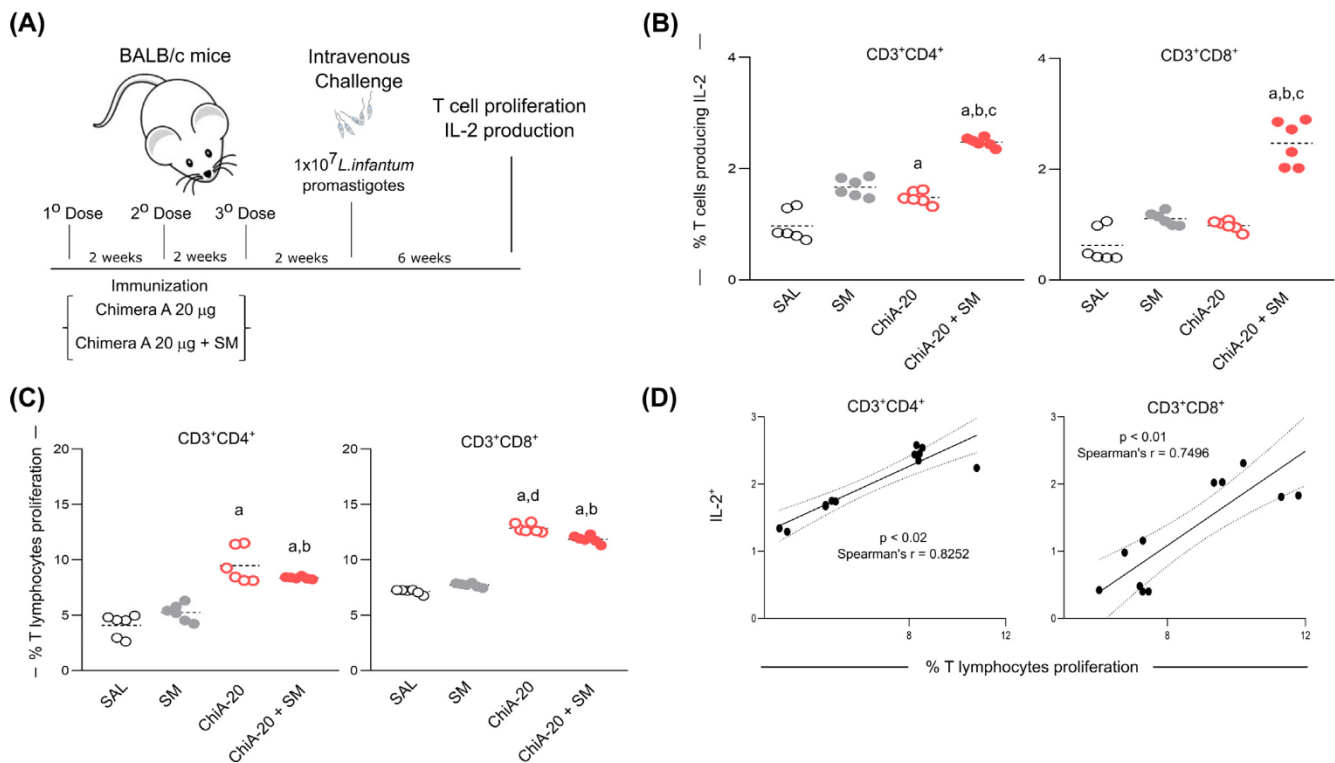 (A)
BALB/c mice
Intravenous
Challenge
1x10⁷ L.infantum
promastigotes
T cell proliferation
IL-2 production
1º Dose
2º Dose
3º Dose
2 weeks
2 weeks
2 weeks
6 weeks
Immunization
Chimera A 20 µg
Chimera A 20 µg + SM
(B)
% T cells producing IL-2
CD3⁺CD4⁺
4
2
0
a
a,b,c
SAL
SM
ChiA-20
ChiA-20 + SM
CD3⁺CD8⁺
4
2
0
a,b,c
SAL
SM
ChiA-20
ChiA-20 + SM
(C)
% T lymphocytes proliferation
CD3⁺CD4⁺
20
15
10
5
0
a
a,b
SAL
SM
ChiA-20
ChiA-20 + SM
CD3⁺CD8⁺
20
15
10
5
0
a,d
a,b
SAL
SM
ChiA-20
ChiA-20 + SM
(D)
IL-2⁺
CD3⁺CD4⁺
3
2
1
0
p < 0.02
Spearman's r = 0.8252
8
12
CD3⁺CD8⁺
3
2
1
0
p < 0.01
Spearman's r = 0.7496
8
12
% T lymphocytes proliferation